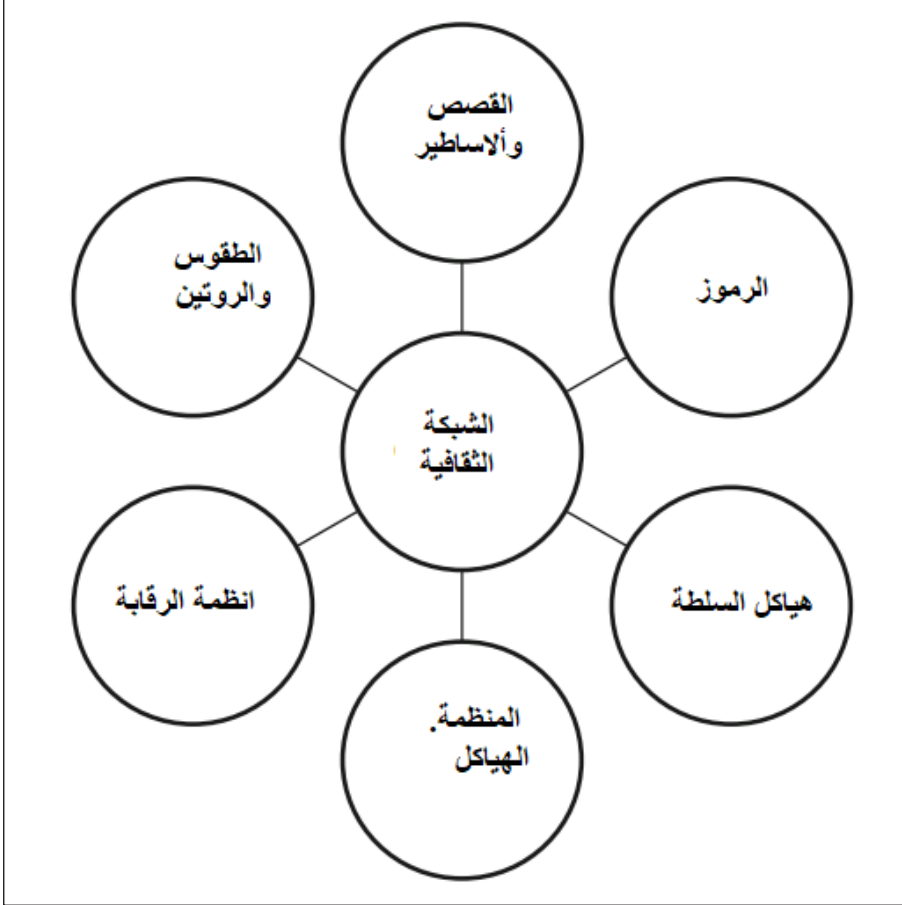 القصص
وألاساطير
الطقوس
والروتين
الرموز
الشبكة
الثقافية
انظمة الرقابة
هياكل السلطة
المنظمة.
الهياكل